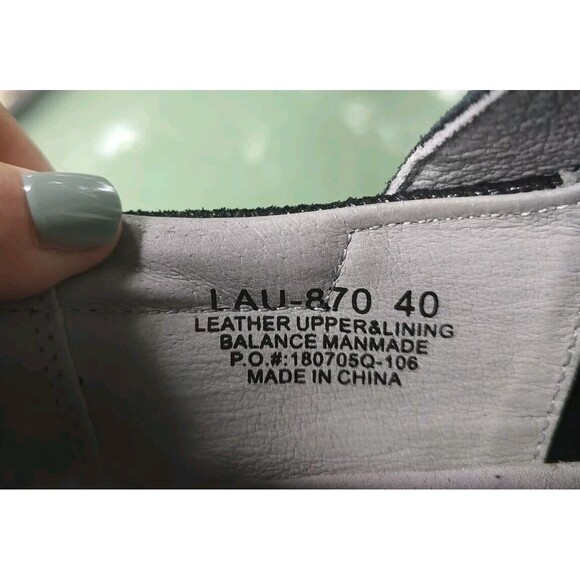 LAU-870 40
LEATHER UPPER&LINING
BALANCE MANMADE
P.O.#:180705Q-106
MADE IN CHINA